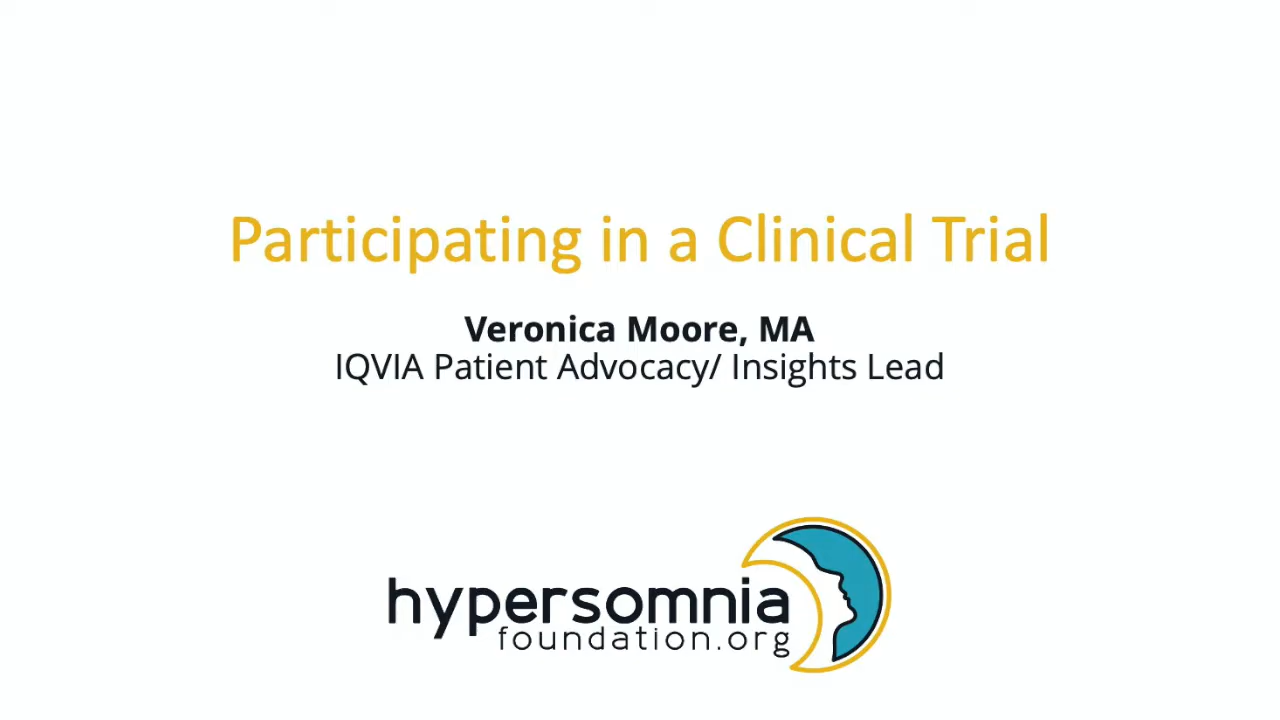 Participating in a Clinical Trial
Veronica Moore, MA
IQVIA Patient Advocacy/ Insights Lead
hypersomnia
foundation.org